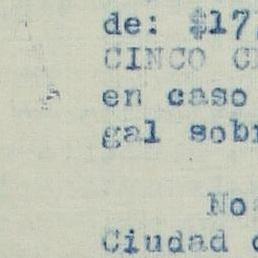 de: $17,
CINCO C
en caso
gal sobr
No
Ciudad